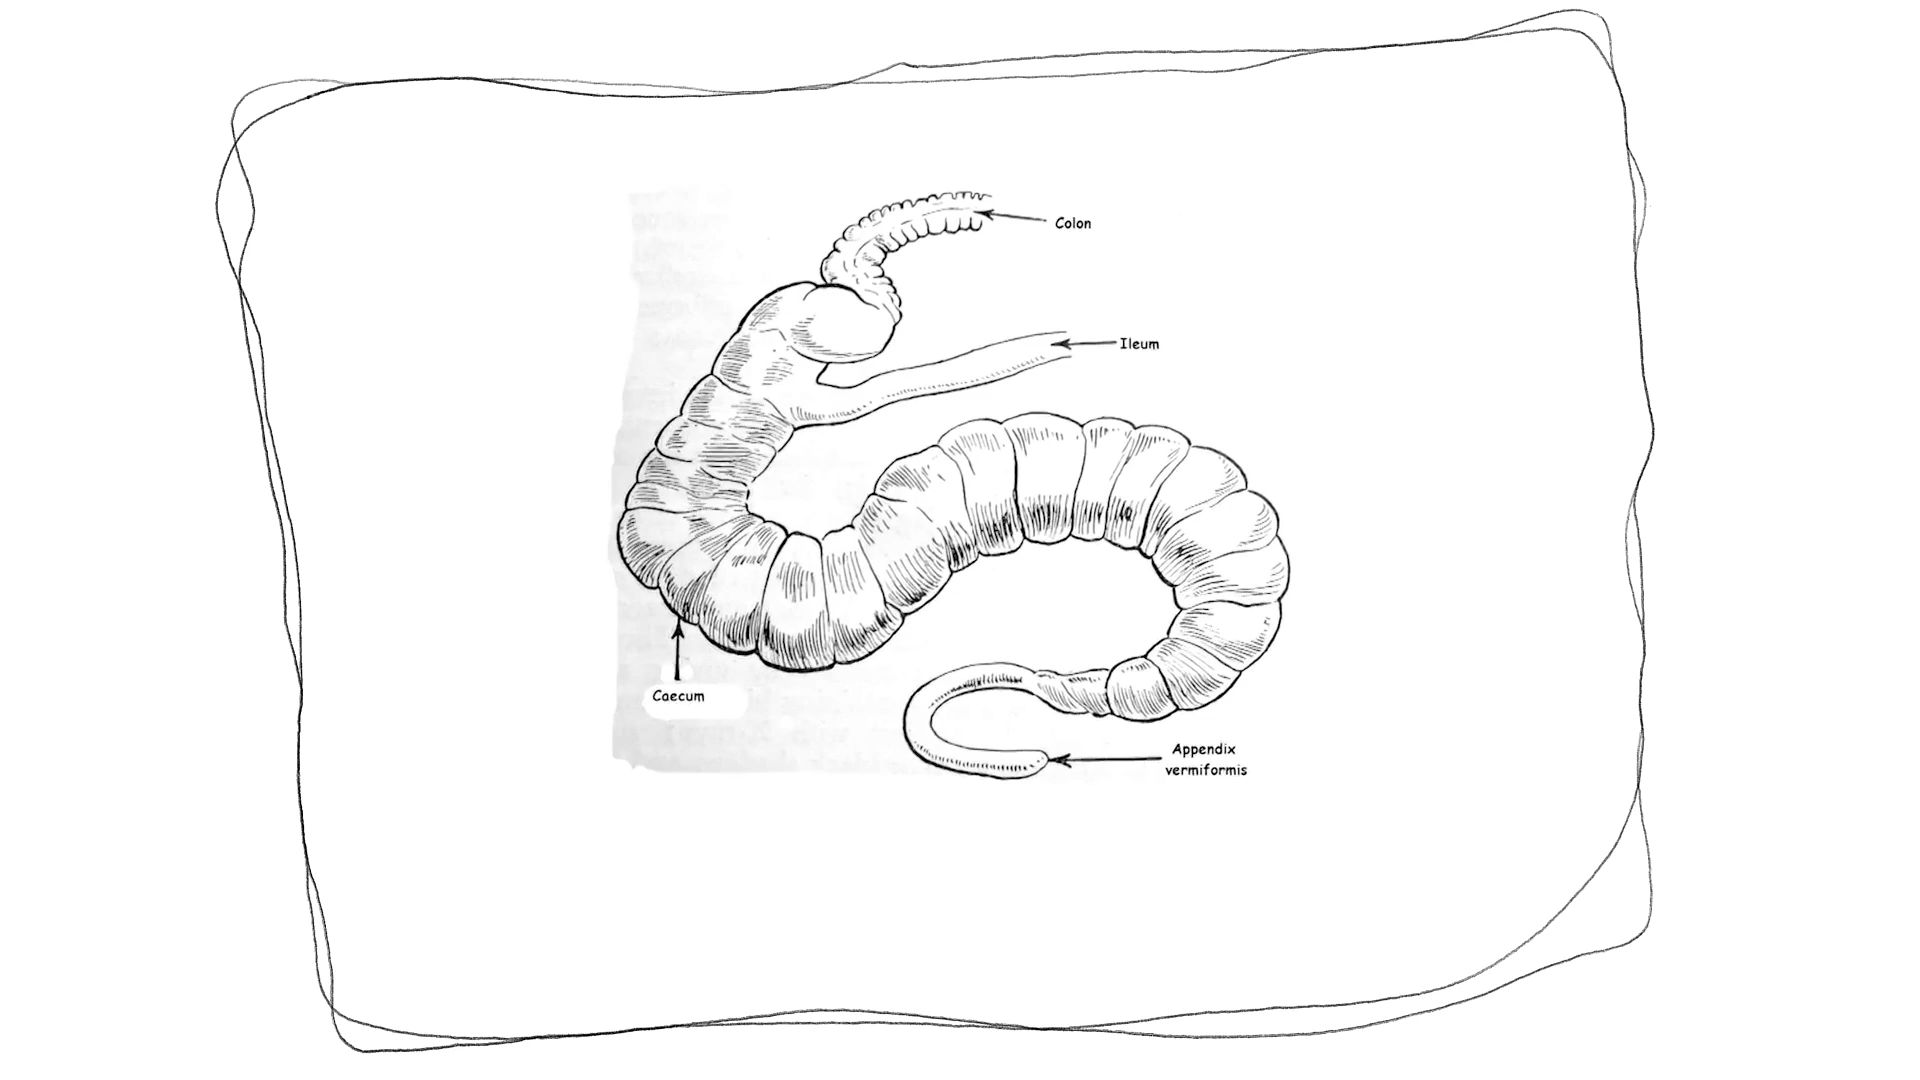 Colon
Ileum
Caecum
Appendix
vermiformis